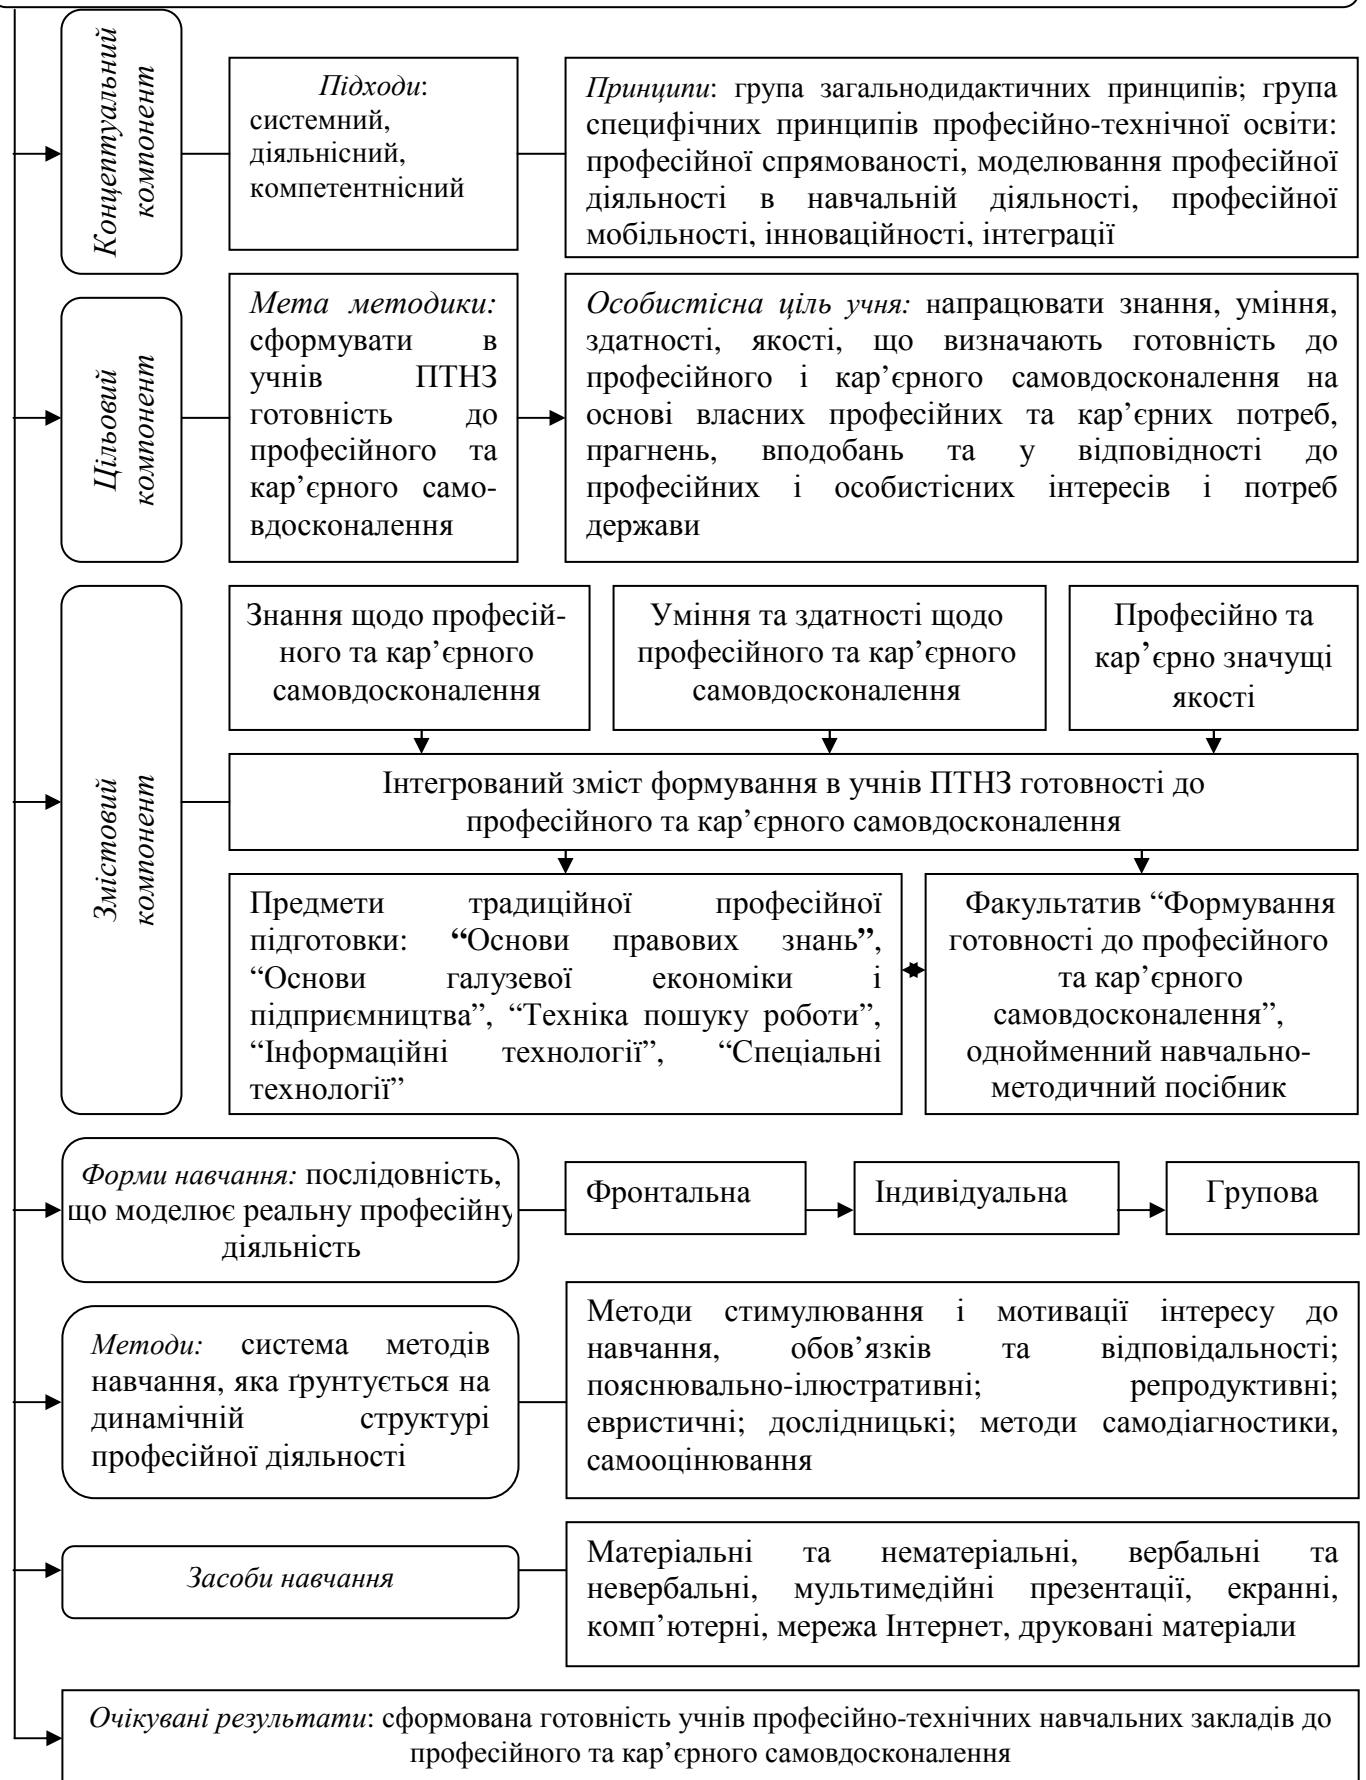 Концептуальний
компонент
Підходи:
системний,
діяльнісний,
компетентнісний
Принципи: група загальнодидактичних принципів; група
специфічних принципів професійно-технічної освіти:
професійної спрямованості, моделювання професійної
діяльності в навчальній діяльності, професійної
мобільності, інноваційності, інтеграції
Цільовий
компонент
Мета методики:
сформувати в
учнів ПТНЗ
готовність до
професійного та
кар’єрного само-
вдосконалення
Особистісна ціль учня: напрацювати знання, уміння,
здатності, якості, що визначають готовність до
професійного і кар’єрного самовдосконалення на
основі власних професійних та кар’єрних потреб,
прагнень, вподобань та у відповідності до
професійних і особистісних інтересів і потреб
держави
Змістовий
компонент
Знання щодо професій-
ного та кар’єрного
самовдосконалення
Уміння та здатності щодо
професійного та кар’єрного
самовдосконалення
Професійно та
кар’єрно значущі
якості
Інтегрований зміст формування в учнів ПТНЗ готовності до
професійного та кар’єрного самовдосконалення
Предмети традиційної професійної
підготовки: “Основи правових знань”,
“Основи галузевої економіки і
підприємництва”, “Техніка пошуку роботи”,
“Інформаційні технології”, “Спеціальні
технології”
Факультатив “Формування
готовності до професійного
та кар’єрного
самовдосконалення”,
однойменний навчально-
методичний посібник
Форми навчання: послідовність,
що моделює реальну професійну
діяльність
Фронтальна
Індивідуальна
Групова
Методи: система методів
навчання, яка ґрунтується на
динамічній структурі
професійної діяльності
Методи стимулювання і мотивації інтересу до
навчання, обов’язків та відповідальності;
пояснювально-ілюстративні; репродуктивні;
евристичні; дослідницькі; методи самодіагностики,
самооцінювання
Засоби навчання
Матеріальні та нематеріальні, вербальні та
невербальні, мультимедійні презентації, екранні,
комп’ютерні, мережа Інтернет, друковані матеріали
Очікувані результати: сформована готовність учнів професійно-технічних навчальних закладів до
професійного та кар’єрного самовдосконалення